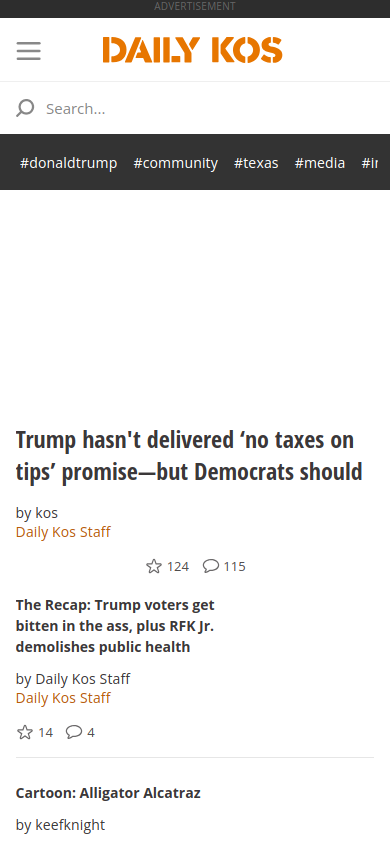 ADVERTISEMENT
DAILY KOS
Search...
#donaldtrump #community #texas #media
Trump hasn't delivered ‘no taxes on
tips’ promise—but Democrats should
by kos
Daily Kos Staff
124 115
The Recap: Trump voters get
bitten in the ass, plus RFK Jr.
demolishes public health
by Daily Kos Staff
Daily Kos Staff
14 4
Cartoon: Alligator Alcatraz
by keefknight